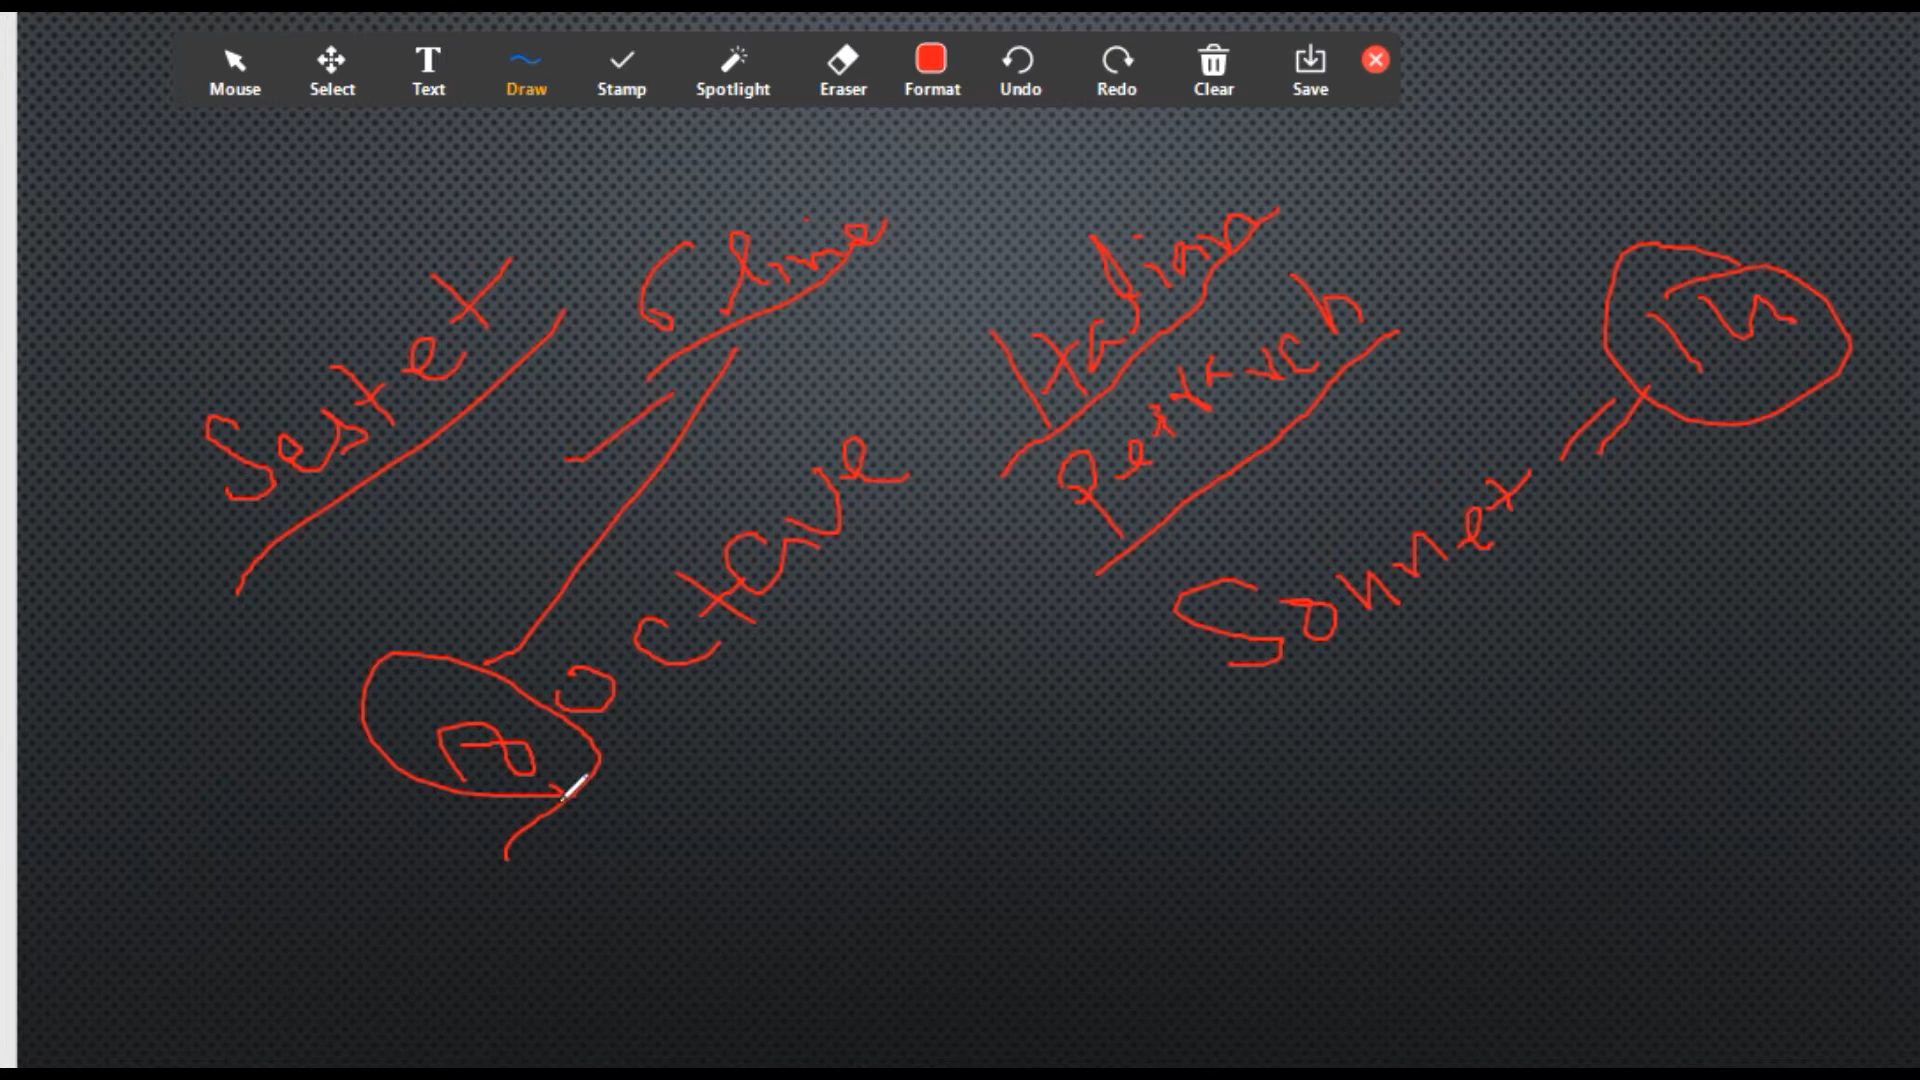 Mouse Select Text Draw Stamp Spotlight Eraser Format Undo Redo Clear Save
Sestet
6 line
octave
8
Petrarch
Sonnet
14